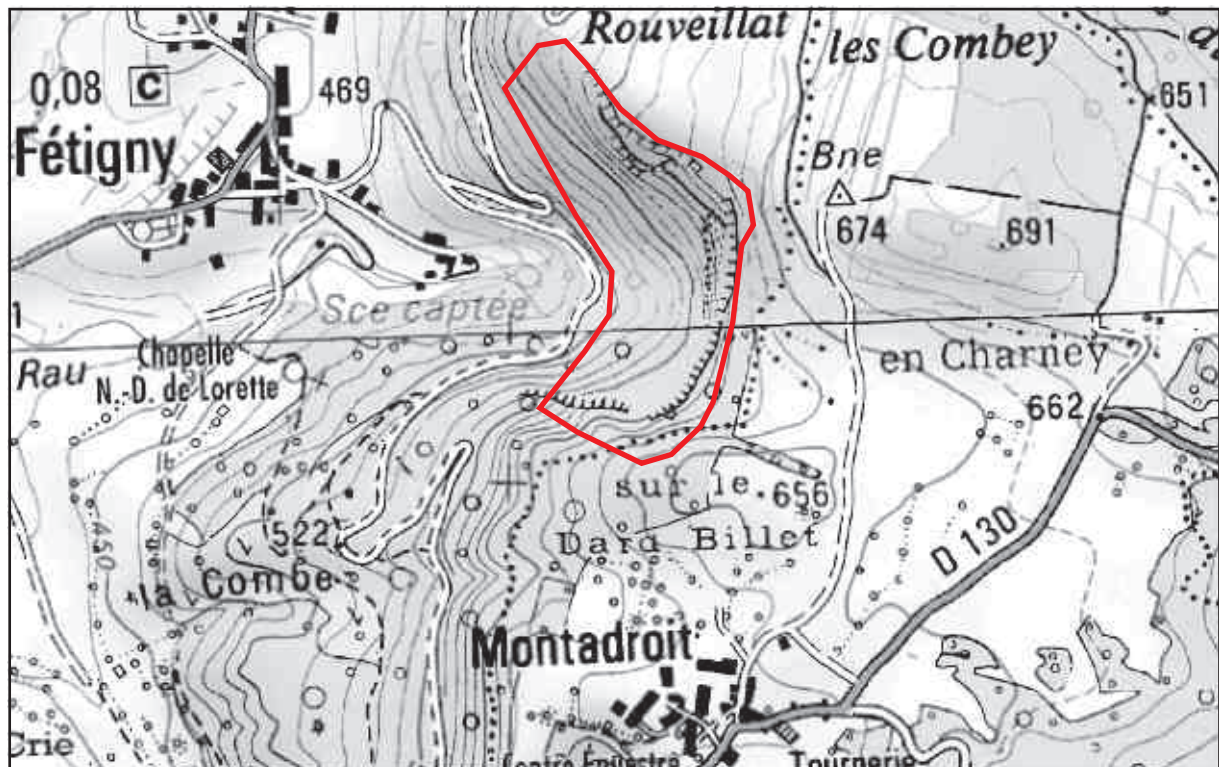 Rouveillat
les Combey
0,08 C
469
651
Fétigny
Bne
674
691
Sce captée
Chapelle
N.-D. de Lorette
Rau
en Charney
662
sur le
656
Dard Billet
450
522
D 130
la Combe
Montadroit
Crie
Tournerie